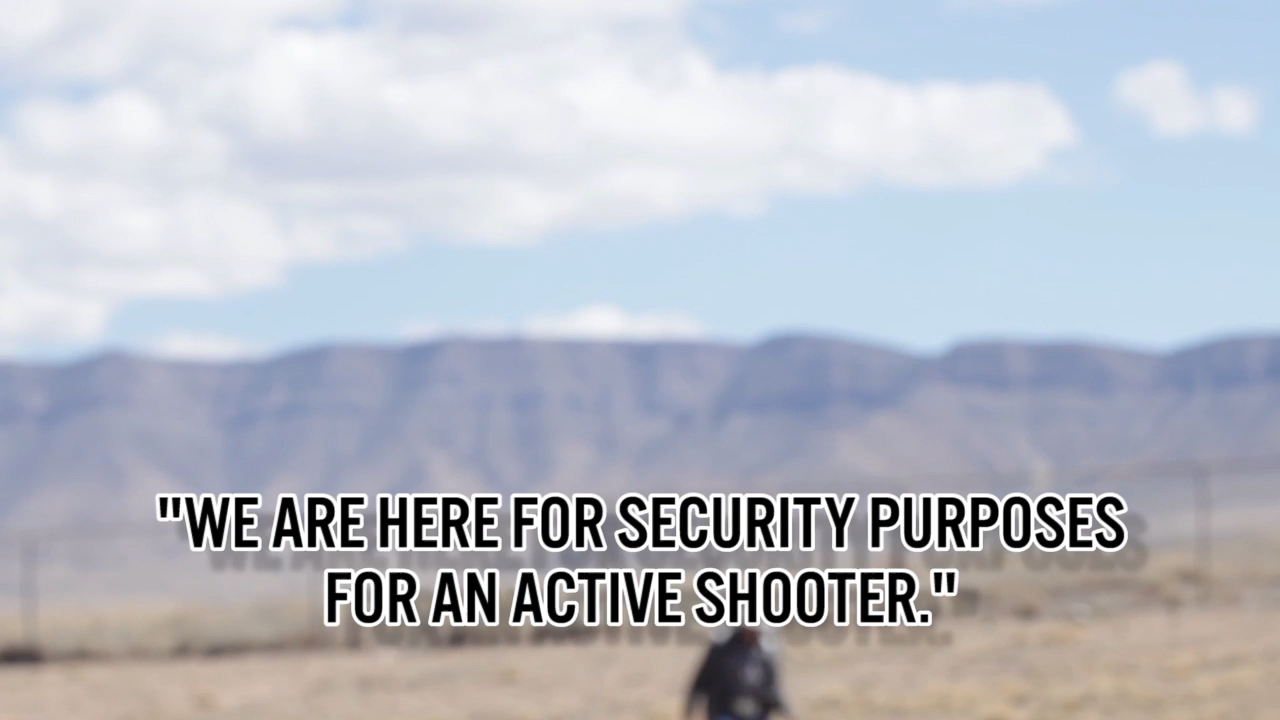 "WE ARE HERE FOR SECURITY PURPOSES
FOR AN ACTIVE SHOOTER."